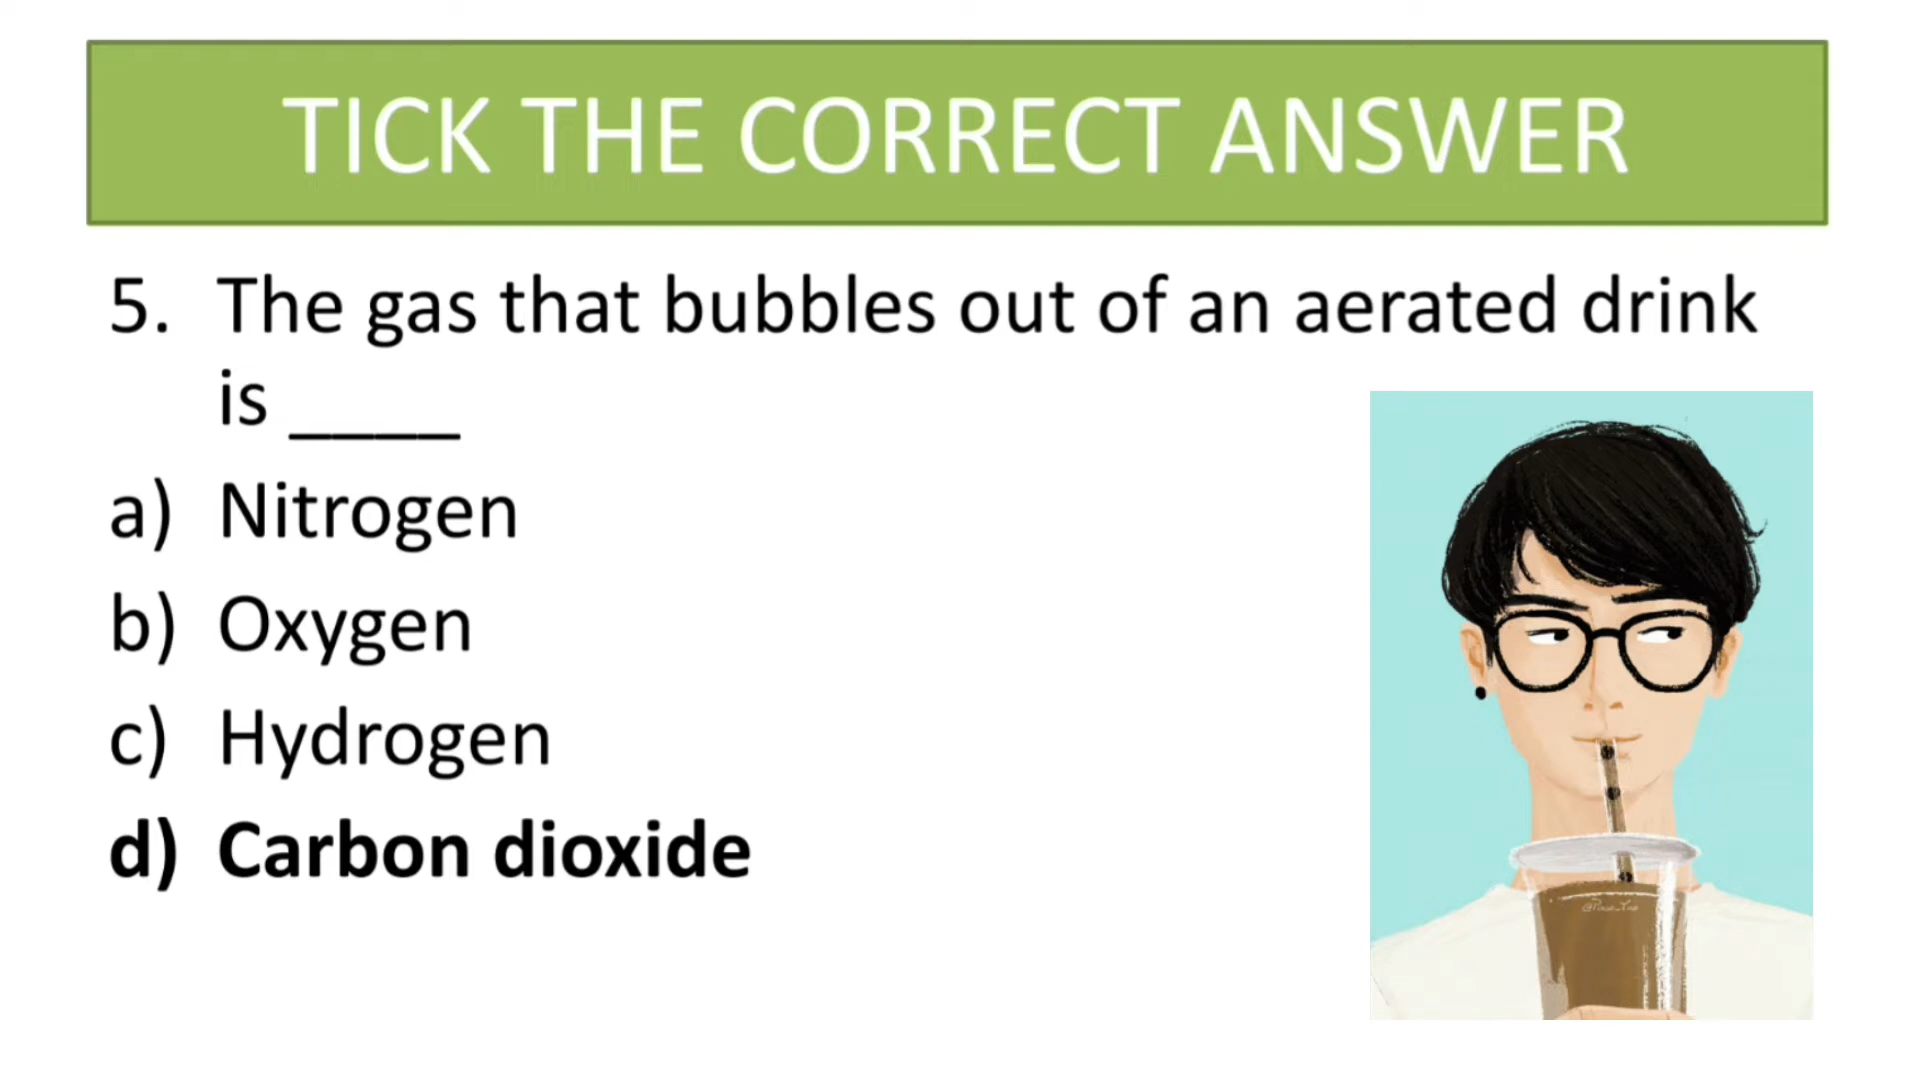 TICK THE CORRECT ANSWER
5. The gas that bubbles out of an aerated drink
is ____
a) Nitrogen
b) Oxygen
c) Hydrogen
d) Carbon dioxide